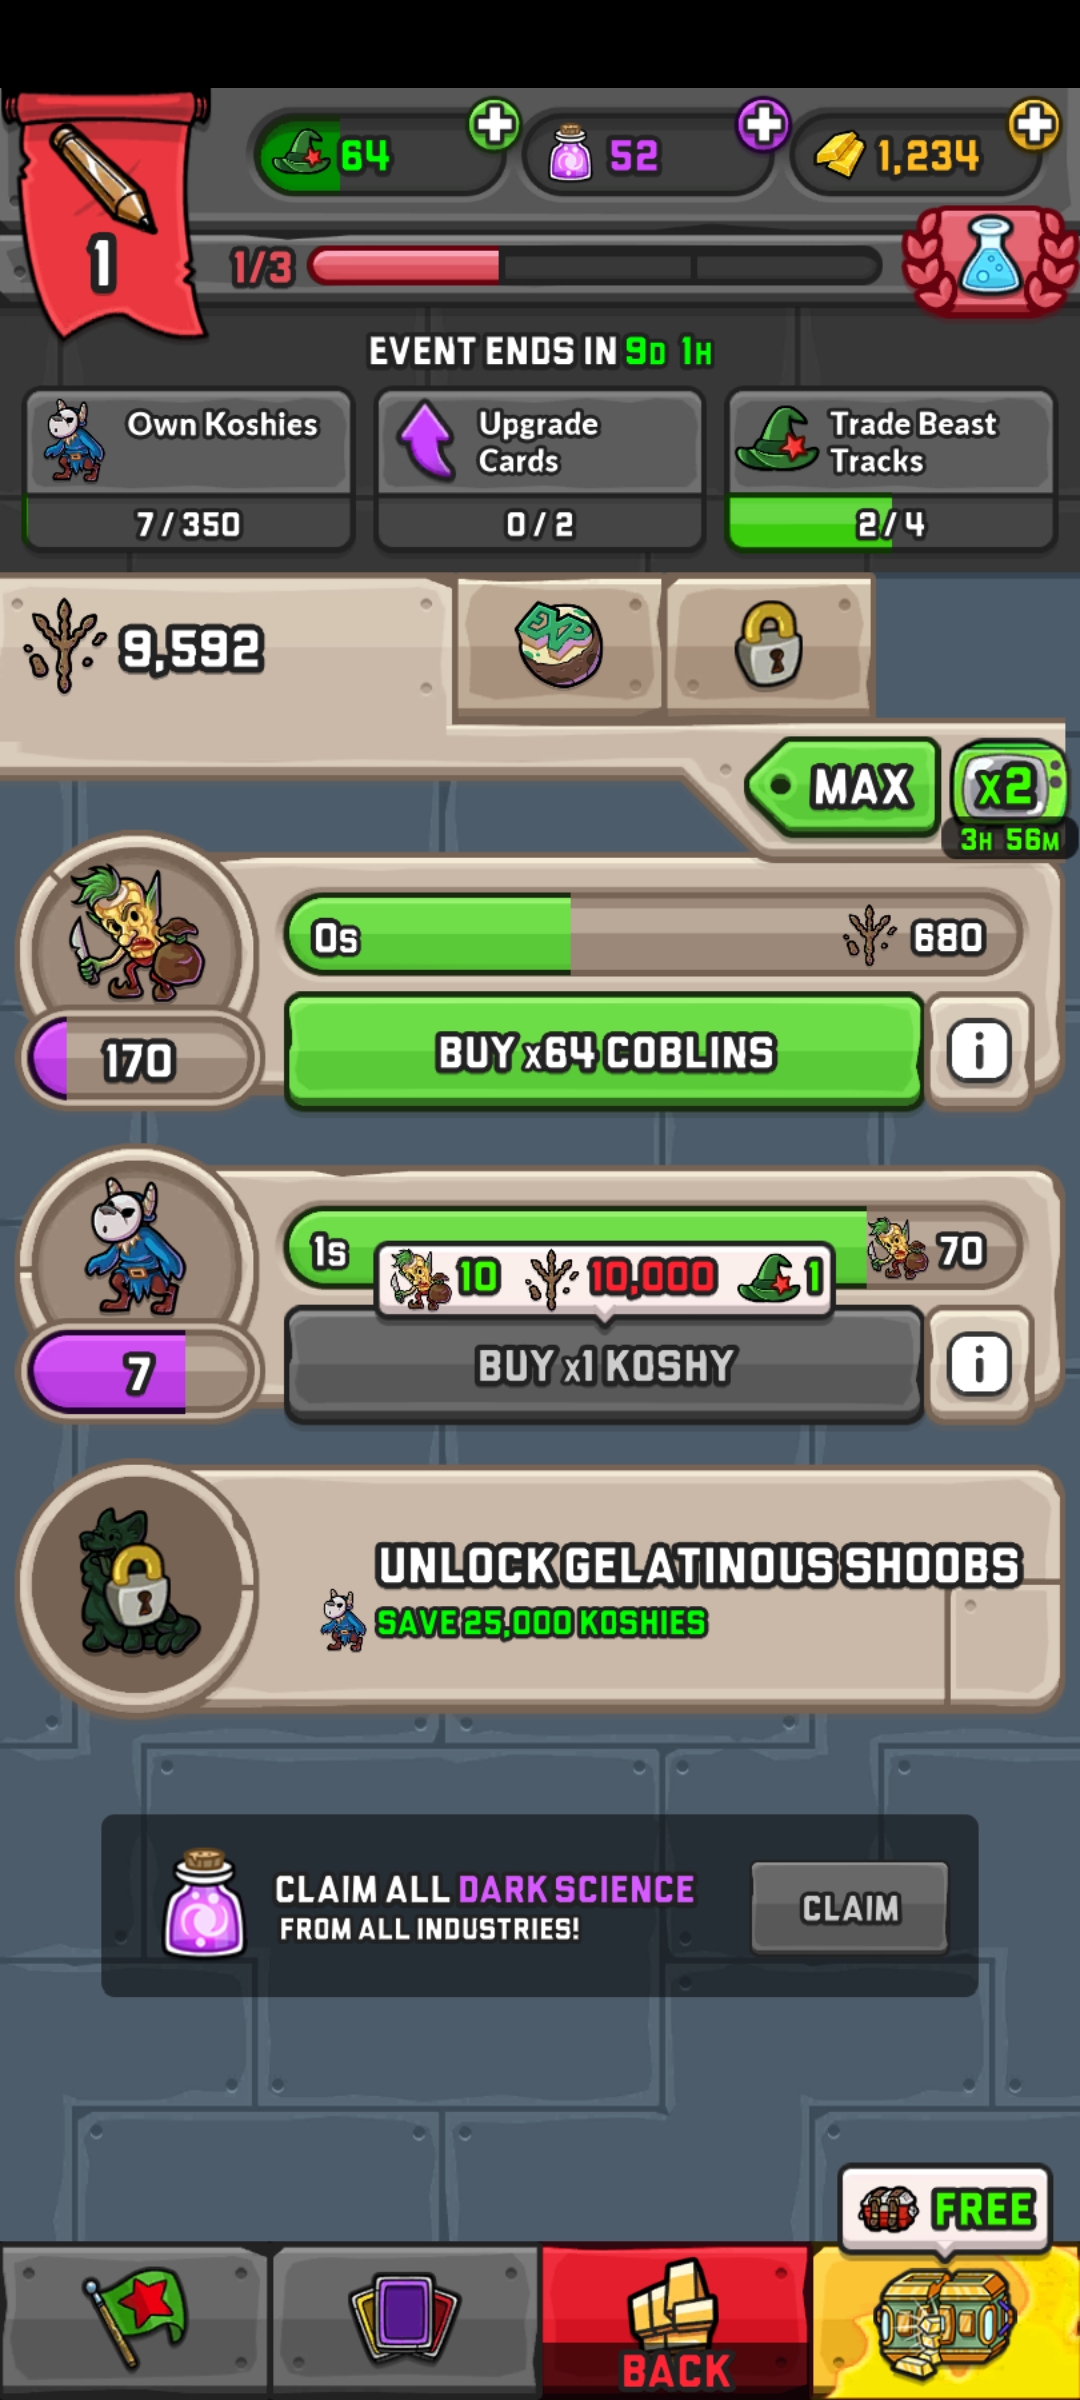 64
52
1,234
1
1/3
EVENT ENDS IN 9D 1H
Own Koshies
7/350
Upgrade
Cards
0/2
Trade Beast
Tracks
2/4
9,592
EXP
MAX
x2
3H 56M
0s
680
170
BUY x64 COBLINS
i
1s
70
10
10,000
1
7
BUY x1 KOSHY
i
UNLOCK GELATINOUS SHOOBS
SAVE 25,000 KOSHIES
CLAIM ALL DARK SCIENCE
FROM ALL INDUSTRIES!
CLAIM
FREE
BACK